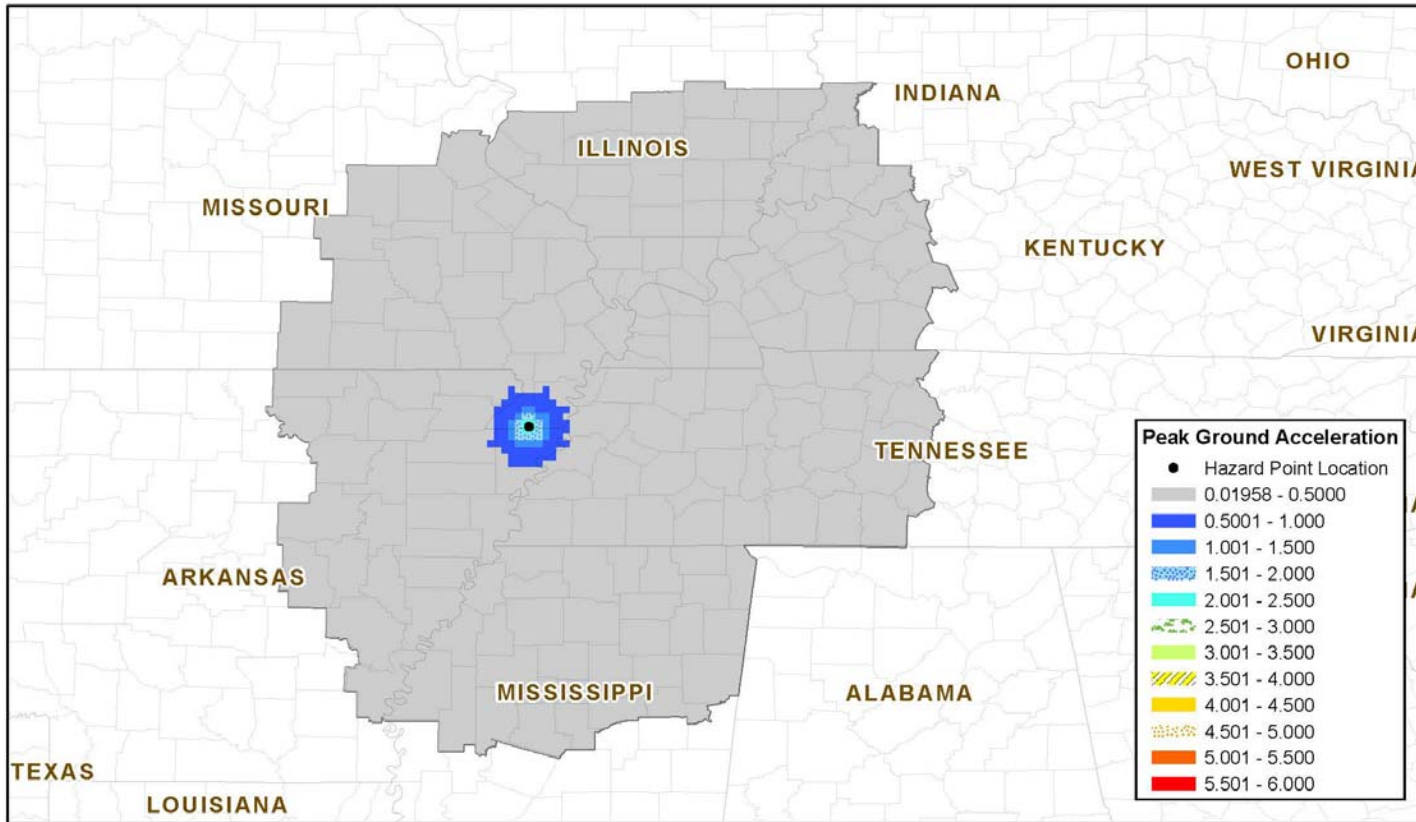 OHIO
INDIANA
ILLINOIS
WEST VIRGINIA
MISSOURI
KENTUCKY
VIRGINIA
TENNESSEE
ARKANSAS
MISSISSIPPI
ALABAMA
TEXAS
LOUISIANA
Peak Ground Acceleration
Hazard Point Location
0.01958 - 0.5000
0.5001 - 1.000
1.001 - 1.500
1.501 - 2.000
2.001 - 2.500
2.501 - 3.000
3.001 - 3.500
3.501 - 4.000
4.001 - 4.500
4.501 - 5.000
5.001 - 5.500
5.501 - 6.000